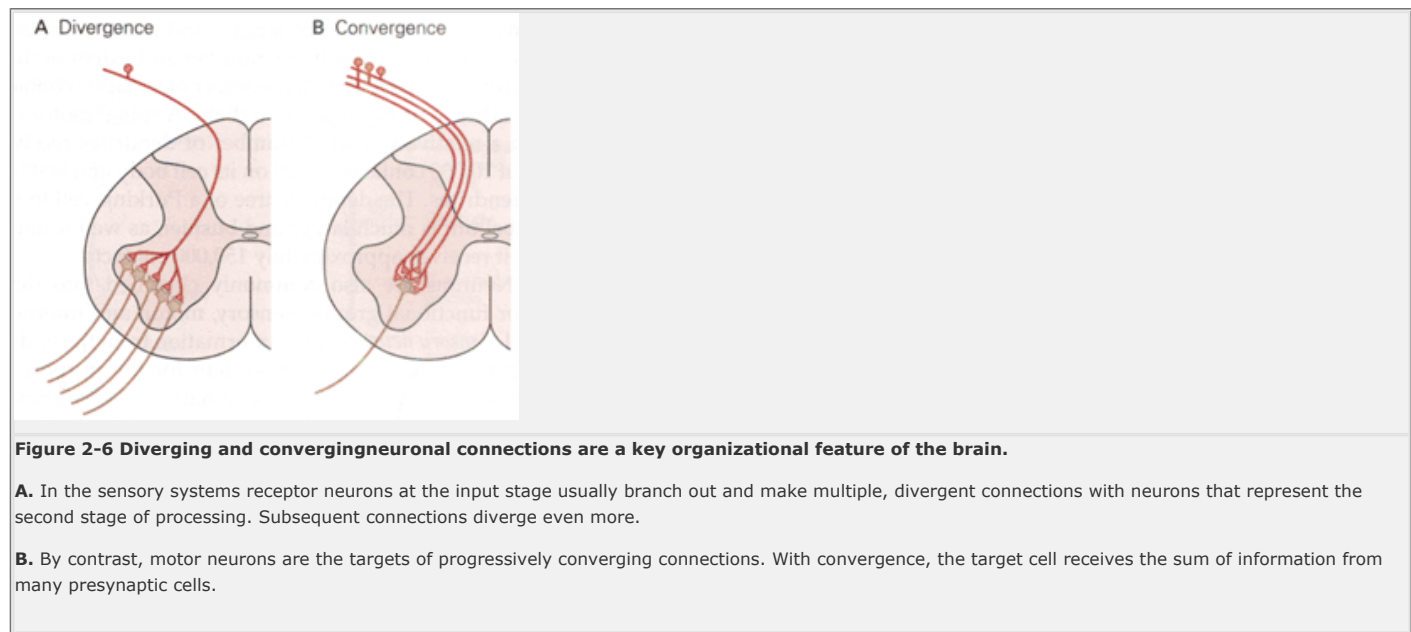 A Divergence
B Convergence
Figure 2-6 Diverging and convergingneuronal connections are a key organizational feature of the brain.
A. In the sensory systems receptor neurons at the input stage usually branch out and make multiple, divergent connections with neurons that represent the
second stage of processing. Subsequent connections diverge even more.
B. By contrast, motor neurons are the targets of progressively converging connections. With convergence, the target cell receives the sum of information from
many presynaptic cells.